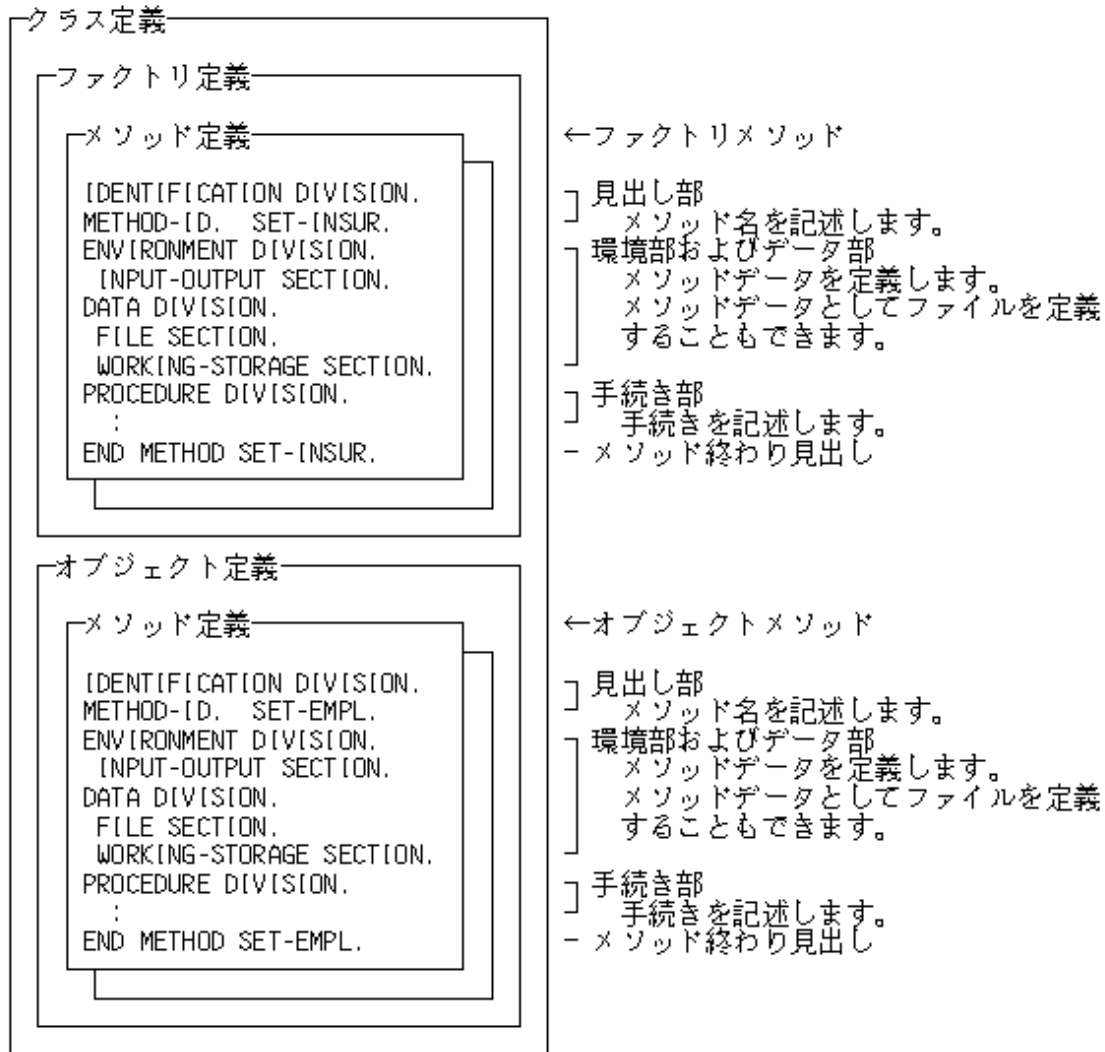 クラス定義
ファクトリ定義
メソッド定義 ←ファクトリメソッド
IDENTIFICATION DIVISION. 見出し部
METHOD-ID. SET-INSUR. メソッド名を記述します。
ENVIRONMENT DIVISION. 環境部およびデータ部
INPUT-OUTPUT SECTION. メソッドデータを定義します。
DATA DIVISION. メソッドデータとしてファイルを定義
FILE SECTION. することもできます。
WORKING-STORAGE SECTION.
PROCEDURE DIVISION. 手続き部
: 手続きを記述します。
END METHOD SET-INSUR. - メソッド終わり見出し
オブジェクト定義
メソッド定義 ←オブジェクトメソッド
IDENTIFICATION DIVISION. 見出し部
METHOD-ID. SET-EMPL. メソッド名を記述します。
ENVIRONMENT DIVISION. 環境部およびデータ部
INPUT-OUTPUT SECTION. メソッドデータを定義します。
DATA DIVISION. メソッドデータとしてファイルを定義
FILE SECTION. することもできます。
WORKING-STORAGE SECTION.
PROCEDURE DIVISION. 手続き部
: 手続きを記述します。
END METHOD SET-EMPL. - メソッド終わり見出し